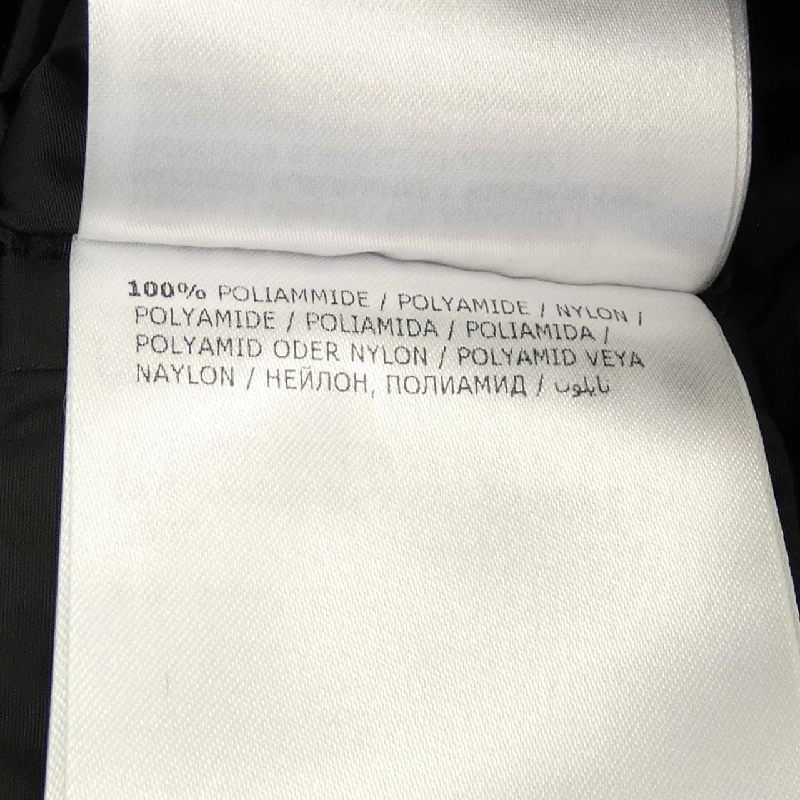 100% POLIAMMIDE / POLYAMIDE / NYLON /
POLYAMIDE / POLIAMIDA / POLIAMIDA /
POLYAMID ODER NYLON / POLYAMID VEYA
NAYLON / НЕЙЛОН, ПОЛИАМИД / نايلون